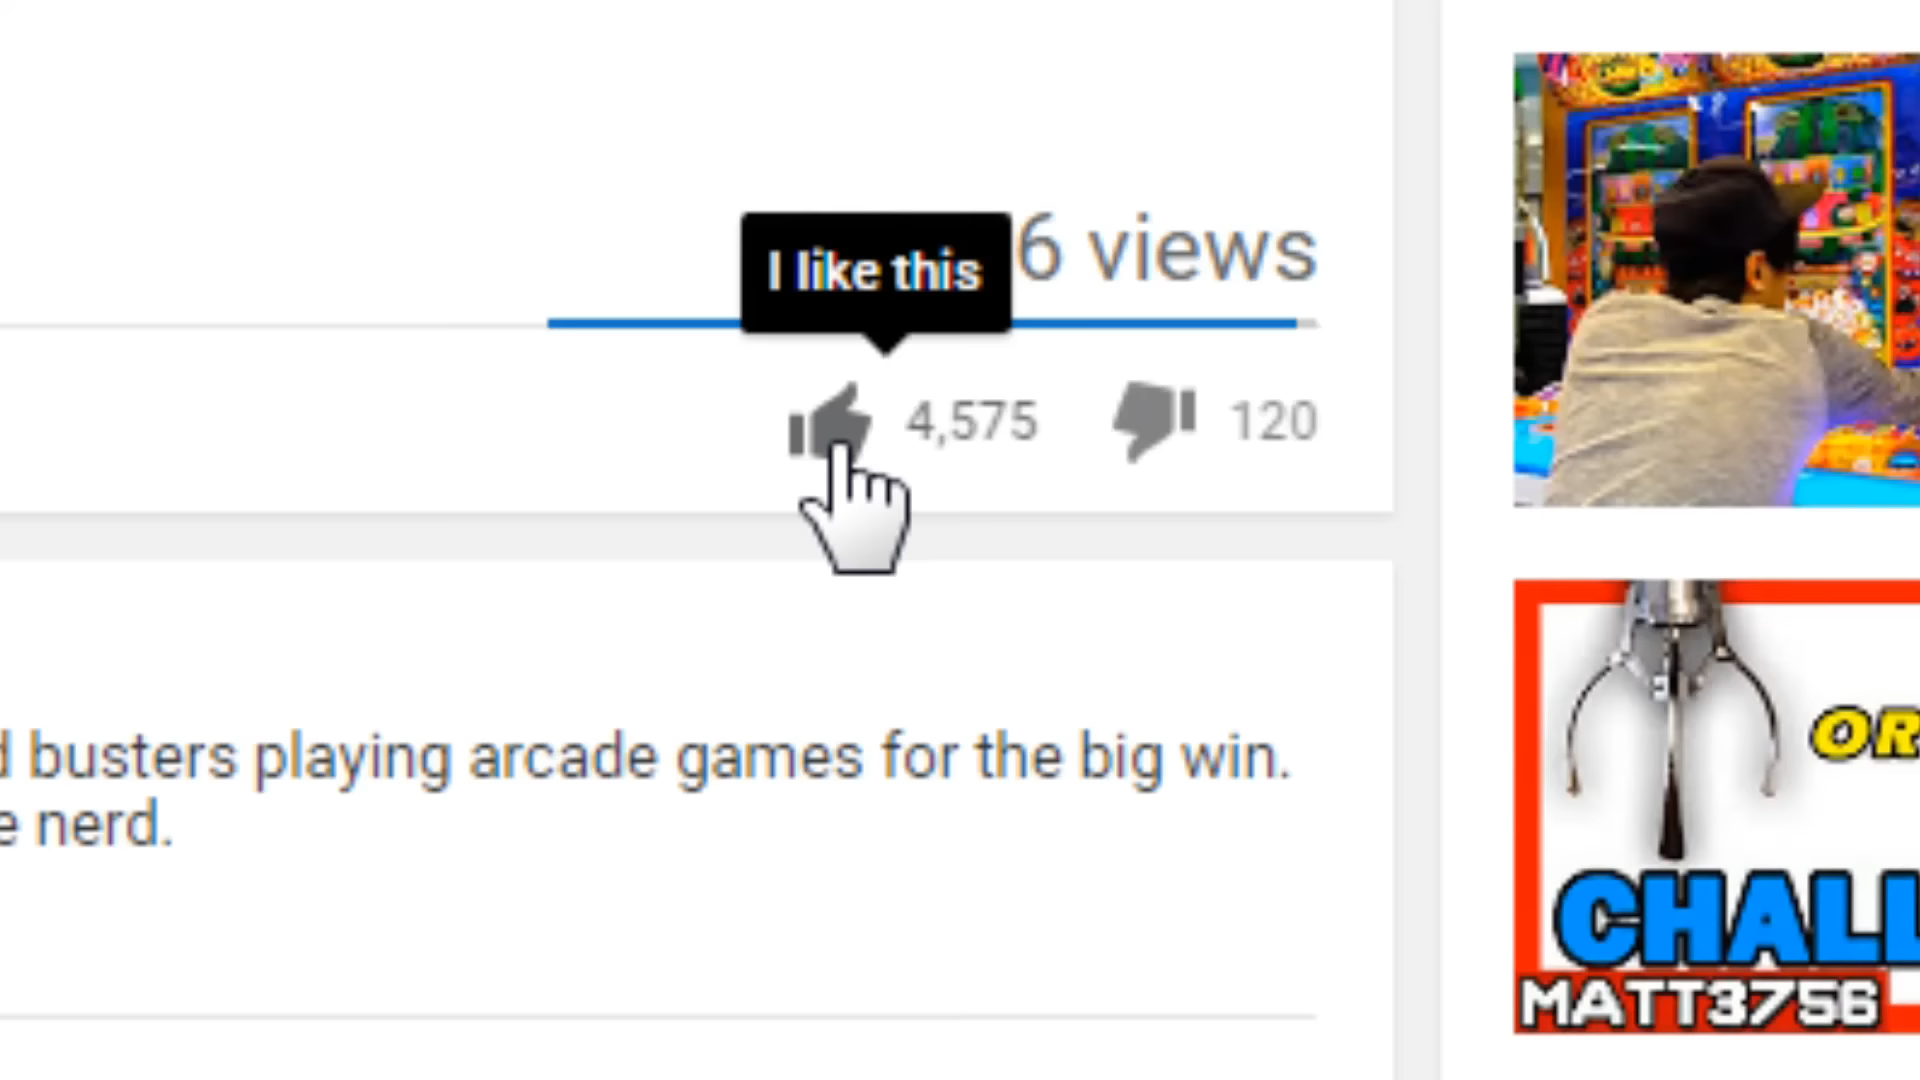 6 views
I like this
4,575
120
busters playing arcade games for the big win.
e nerd.
OR
CHALL
MATT3756